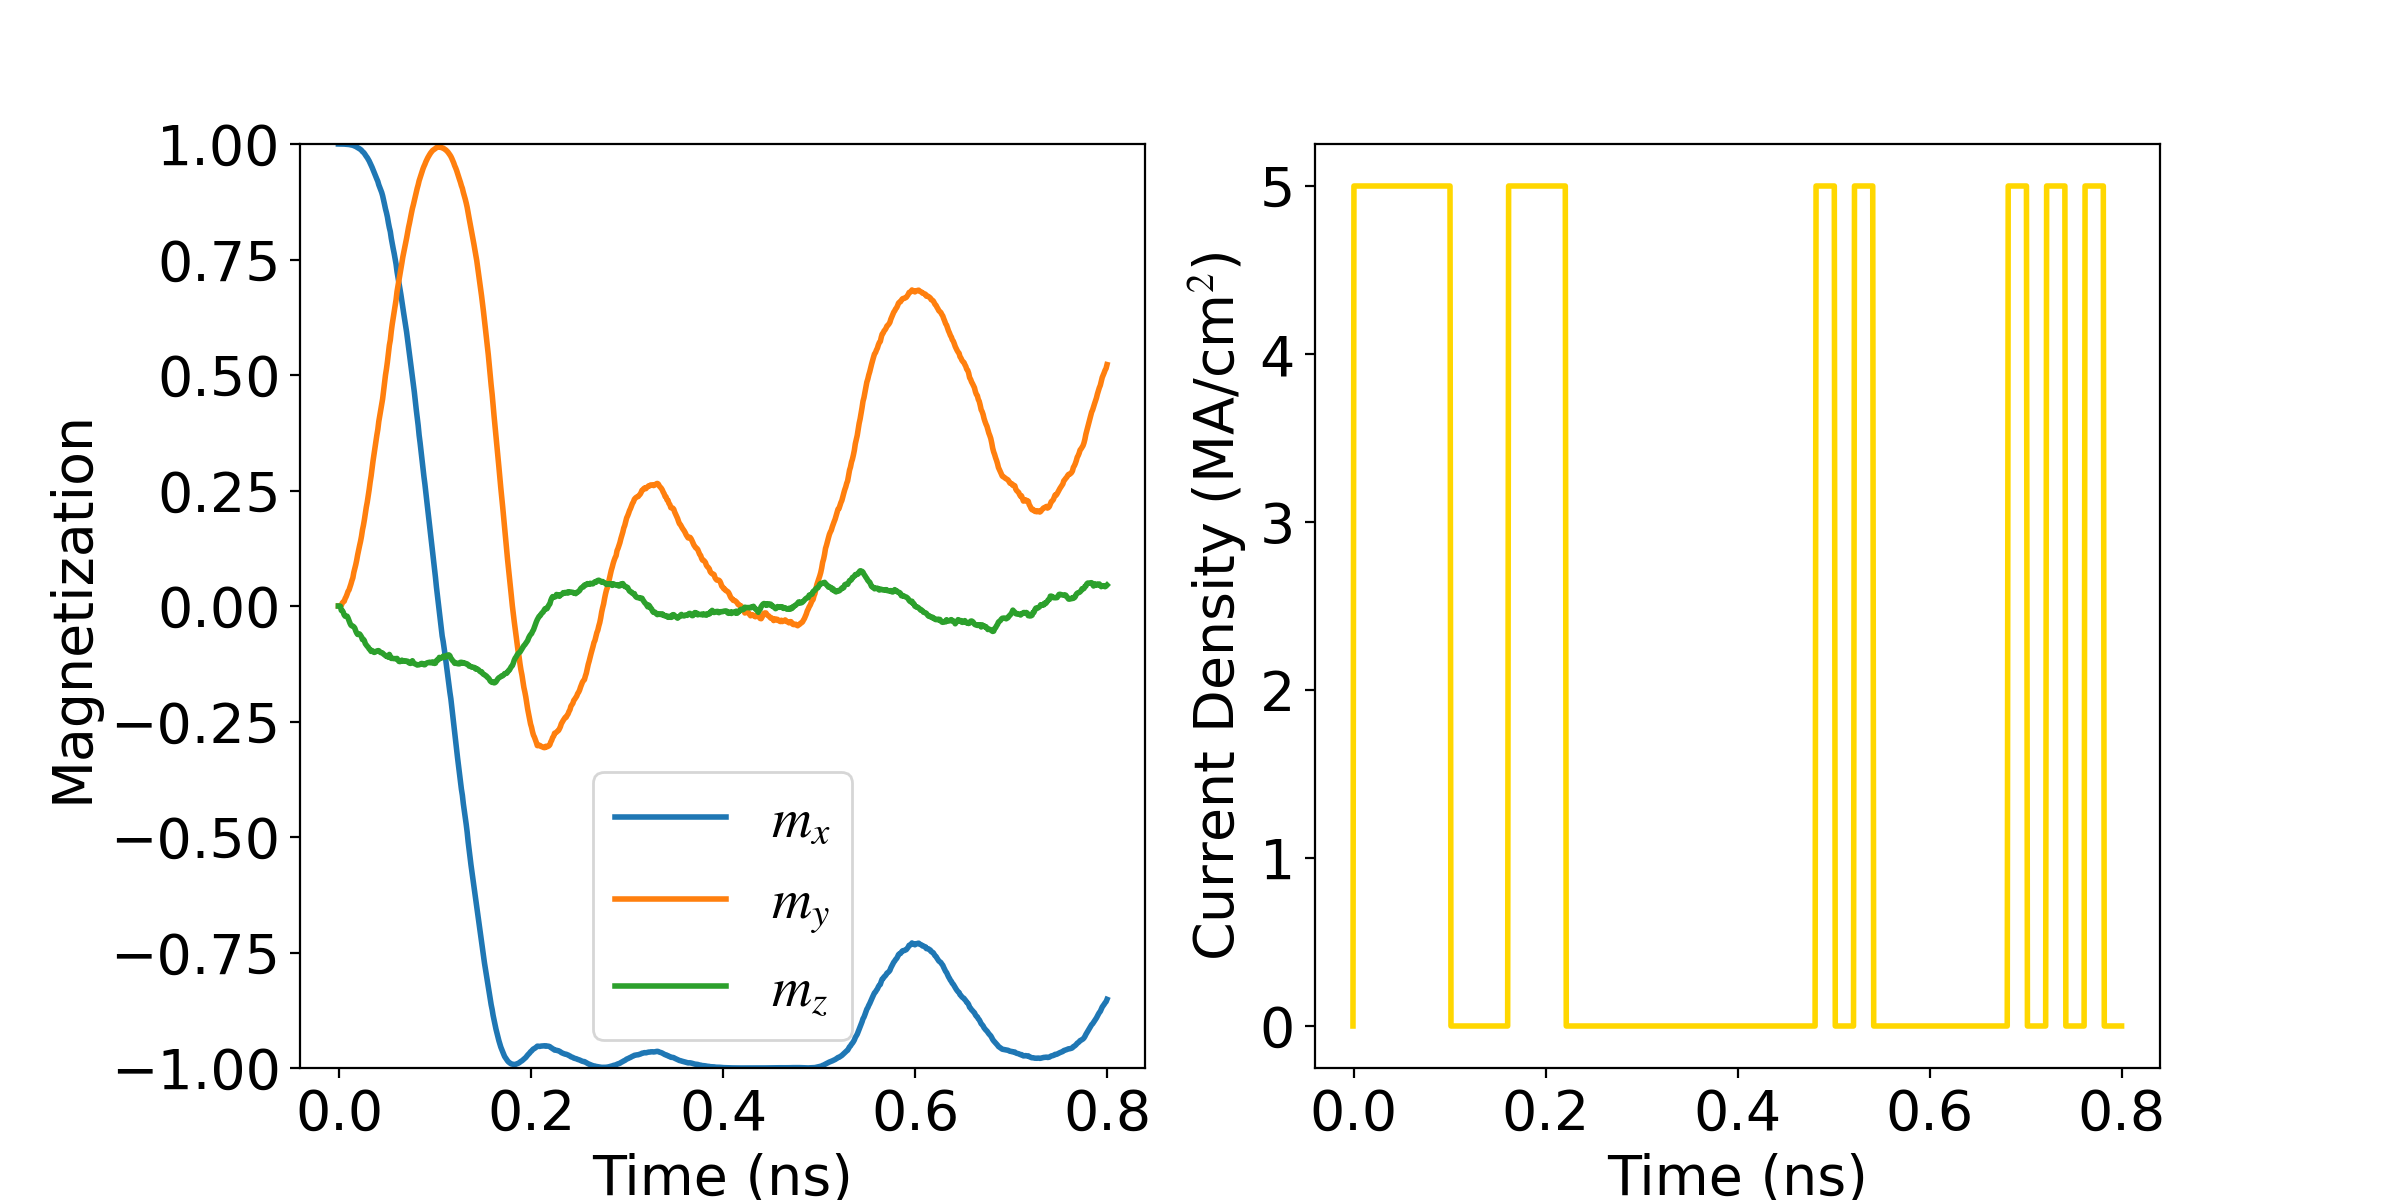 Magnetization
1.00
0.75
0.50
0.25
0.00
−0.25
−0.50
−0.75
−1.00
0.0 0.2 0.4 0.6 0.8
Time (ns)
m_x
m_y
m_z
Current Density (MA/cm²)
5
4
3
2
1
0
0.0 0.2 0.4 0.6 0.8
Time (ns)